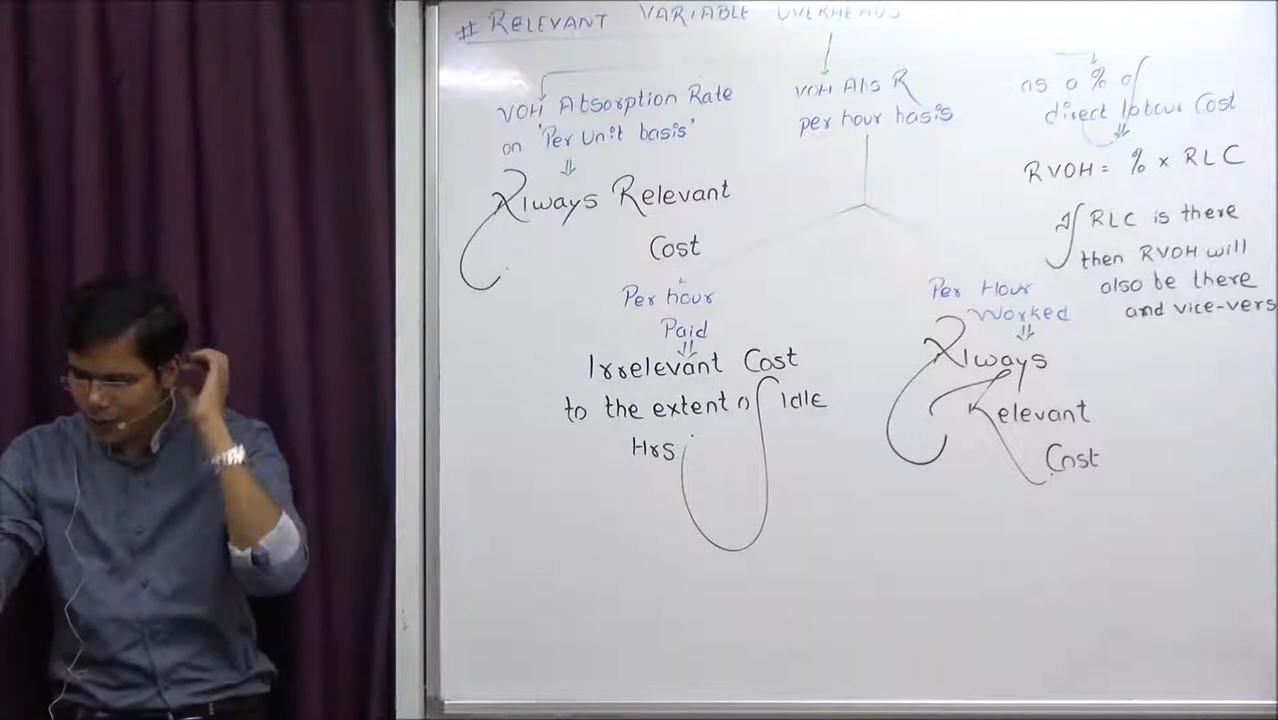 # RELEVANT VARIABLE OVERHEADS
VOH Absorption Rate
on 'Per Unit basis'
⇓
Always Relevant
Cost
VOH Abs R
per hour basis
Per hour
Paid
⇓
Irrelevant Cost
to the extent of Idle
Hrs
Per Hour
Worked
⇓
Always
Relevant
Cost
as a % of
direct labour Cost
⇓
RVOH = % × RLC
If RLC is there
then RVOH will
also be there
and vice-vers